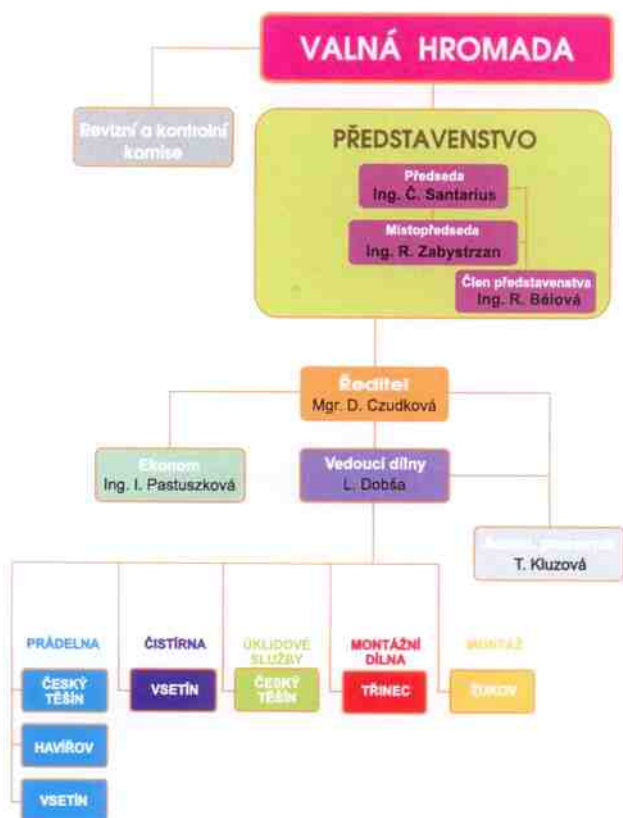 VALNÁ HROMADA
Revizní a kontrolní
komise
PŘEDSTAVENSTVO
Předseda
Ing. Č. Santarius
Místopředseda
Ing. R. Zabystrzan
Člen představenstva
Ing. R. Bélová
Ředitel
Mgr. D. Czudková
Ekonom
Ing. I. Pastuszková
Vedoucí dílny
L. Dobša
T. Kluzová
PRÁDELNA
ČESKÝ
TĚŠÍN
HAVÍŘOV
VSETÍN
ČISTÍRNA
VSETÍN
ÚKLIDOVÉ
SLUŽBY
ČESKÝ
TĚŠÍN
MONTÁŽNÍ
DÍLNA
TŘINEC
MONTÁŽ
ŽUKOV